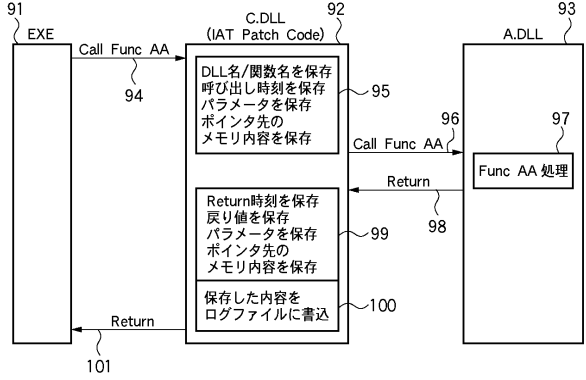 91
92
93
EXE
C.DLL
(IAT Patch Code)
A.DLL
Call Func AA
94
DLL名/関数名を保存
呼び出し時刻を保存
パラメータを保存
ポインタ先の
メモリ内容を保存
95
96
Call Func AA
97
Func AA 処理
Return
98
Return時刻を保存
戻り値を保存
パラメータを保存
ポインタ先の
メモリ内容を保存
99
保存した内容を
ログファイルに書込
100
Return
101